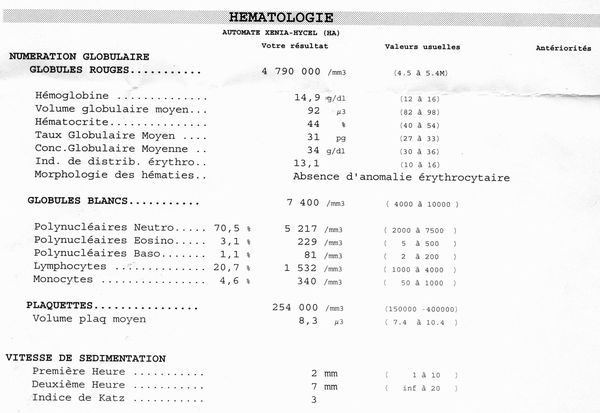 HEMATOLOGIE
AUTOMATE XENIA-HYCEL (HA)
Votre résultat Valeurs usuelles Antériorités
NUMERATION GLOBULAIRE
GLOBULES ROUGES........... 4 790 000 /mm3 (4.5 à 5.4M)
Hémoglobine .............. 14,9 g/dl (12 à 16)
Volume globulaire moyen... 92 µ3 (82 à 98)
Hématocrite............... 44 % (40 à 54)
Taux Globulaire Moyen .... 31 pg (27 à 33)
Conc.Globulaire Moyenne .. 34 g/dl (30 à 36)
Ind. de distrib. érythro.. 13,1 (10 à 16)
Morphologie des hématies.. Absence d'anomalie érythrocytaire
GLOBULES BLANCS........... 7 400 /mm3 ( 4000 à 10000 )
Polynucléaires Neutro..... 70,5 % 5 217 /mm3 ( 2000 à 7500 )
Polynucléaires Eosino..... 3,1 % 229 /mm3 ( 5 à 500 )
Polynucléaires Baso....... 1,1 % 81 /mm3 ( 2 à 200 )
Lymphocytes .............. 20,7 % 1 532 /mm3 ( 1000 à 4000 )
Monocytes ................ 4,6 % 340 /mm3 ( 50 à 1000 )
PLAQUETTES................ 254 000 /mm3 (150000 -400000)
Volume plaq moyen 8,3 µ3 ( 7.4 à 10.4 )
VITESSE DE SEDIMENTATION
Première Heure ........... 2 mm ( 1 à 10 )
Deuxième Heure ........... 7 mm ( inf à 20 )
Indice de Katz ........... 3